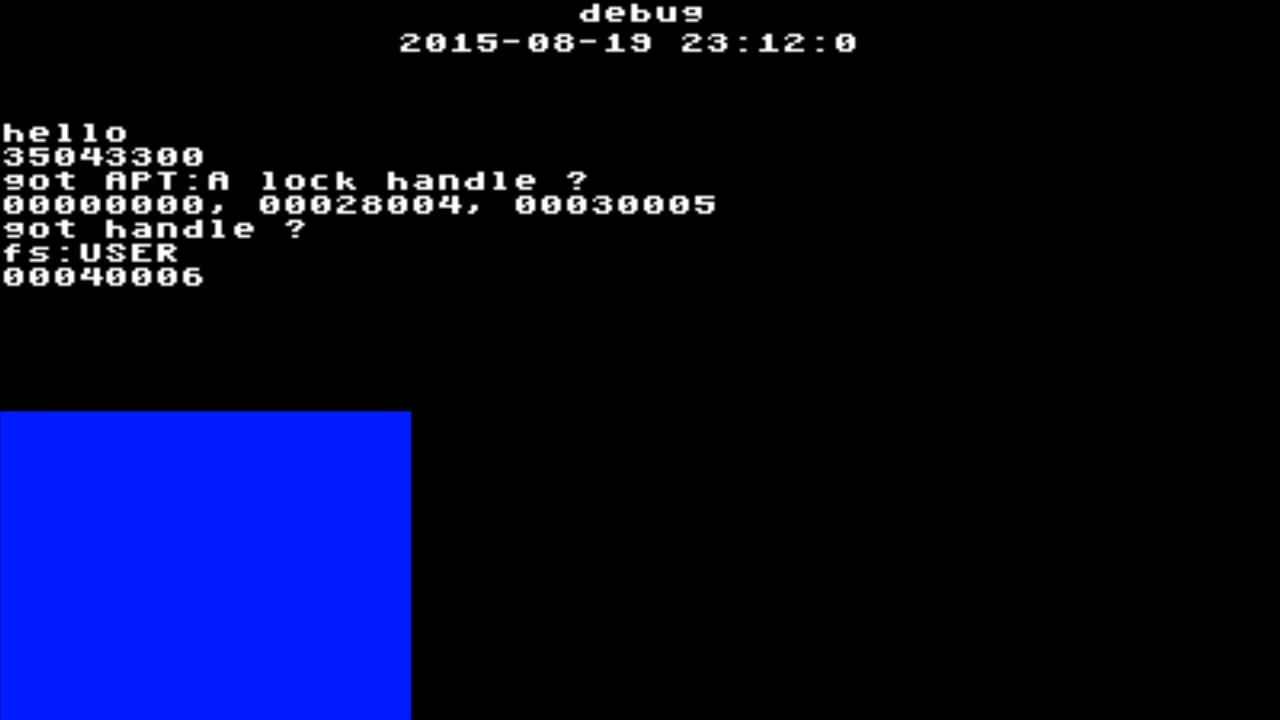 debug
2015-08-19 23:12:0
hello
35043300
got APT:A lock handle ?
00000000, 00028004, 00030005
got handle ?
fs:USER
00040006